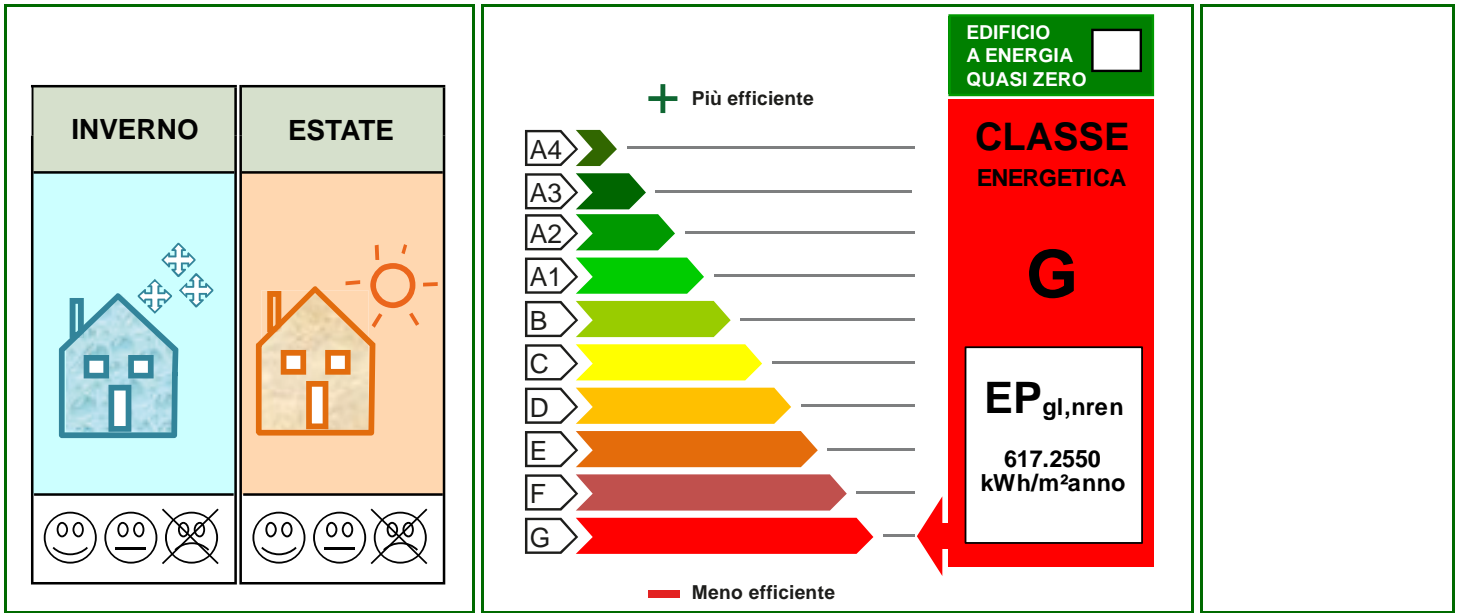 INVERNO
ESTATE
Più efficiente
A4
A3
A2
A1
B
C
D
E
F
G
Meno efficiente
EDIFICIO
A ENERGIA
QUASI ZERO
CLASSE
ENERGETICA
G
EPgl,nren
617.2550
kWh/m²anno